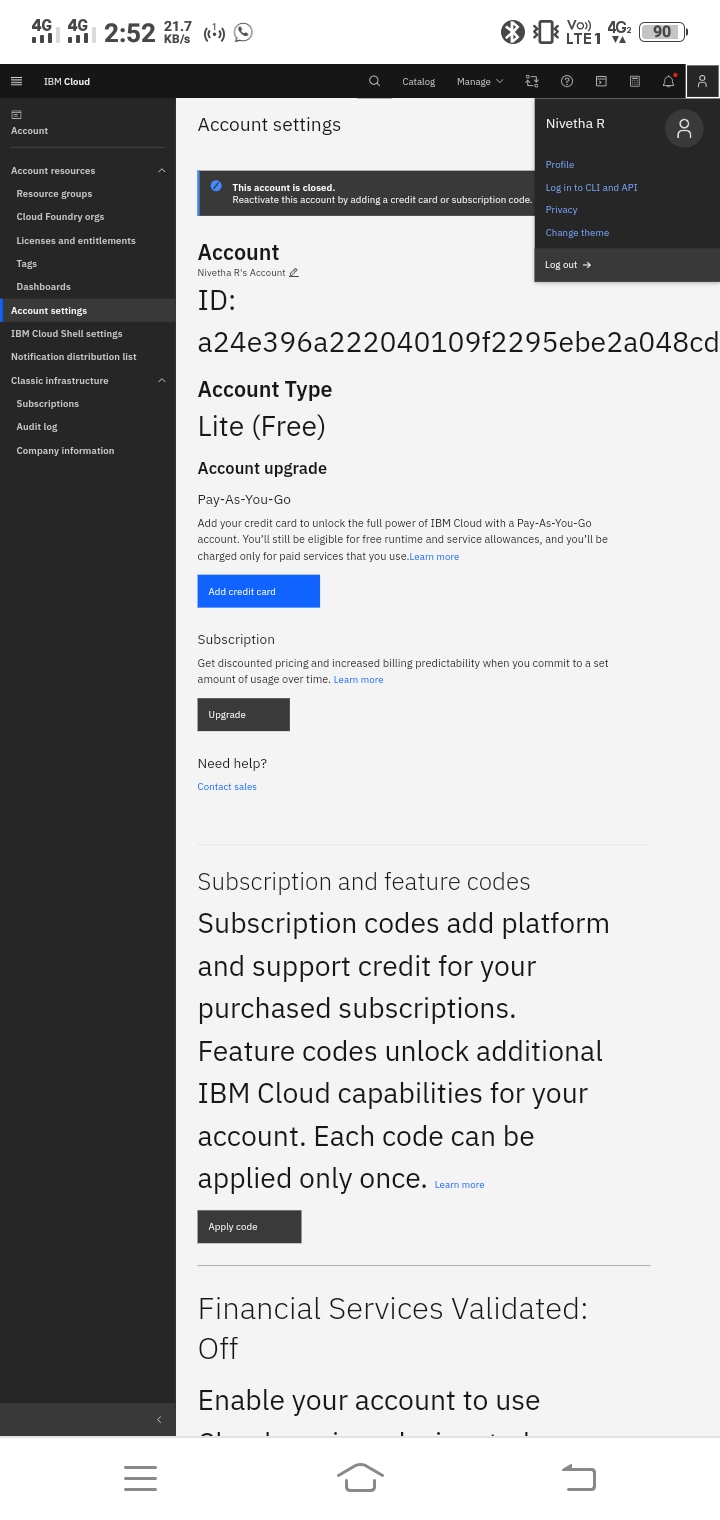 4G 4G 2:52 21.7 KB/s
Vo)) LTE1 4G2 90
IBM Cloud
Catalog
Manage
Account
Account resources
Resource groups
Cloud Foundry orgs
Licenses and entitlements
Tags
Dashboards
Account settings
IBM Cloud Shell settings
Notification distribution list
Classic infrastructure
Subscriptions
Audit log
Company information
Nivetha R
Profile
Log in to CLI and API
Privacy
Change theme
Log out →
Account settings
This account is closed.
Reactivate this account by adding a credit card or subscription code.
Account
Nivetha R's Account
ID:
a24e396a222040109f2295ebe2a048cd
Account Type
Lite (Free)
Account upgrade
Pay-As-You-Go
Add your credit card to unlock the full power of IBM Cloud with a Pay-As-You-Go
account. You'll still be eligible for free runtime and service allowances, and you'll be
charged only for paid services that you use.Learn more
Add credit card
Subscription
Get discounted pricing and increased billing predictability when you commit to a set
amount of usage over time. Learn more
Upgrade
Need help?
Contact sales
Subscription and feature codes
Subscription codes add platform
and support credit for your
purchased subscriptions.
Feature codes unlock additional
IBM Cloud capabilities for your
account. Each code can be
applied only once. Learn more
Apply code
Financial Services Validated:
Off
Enable your account to use